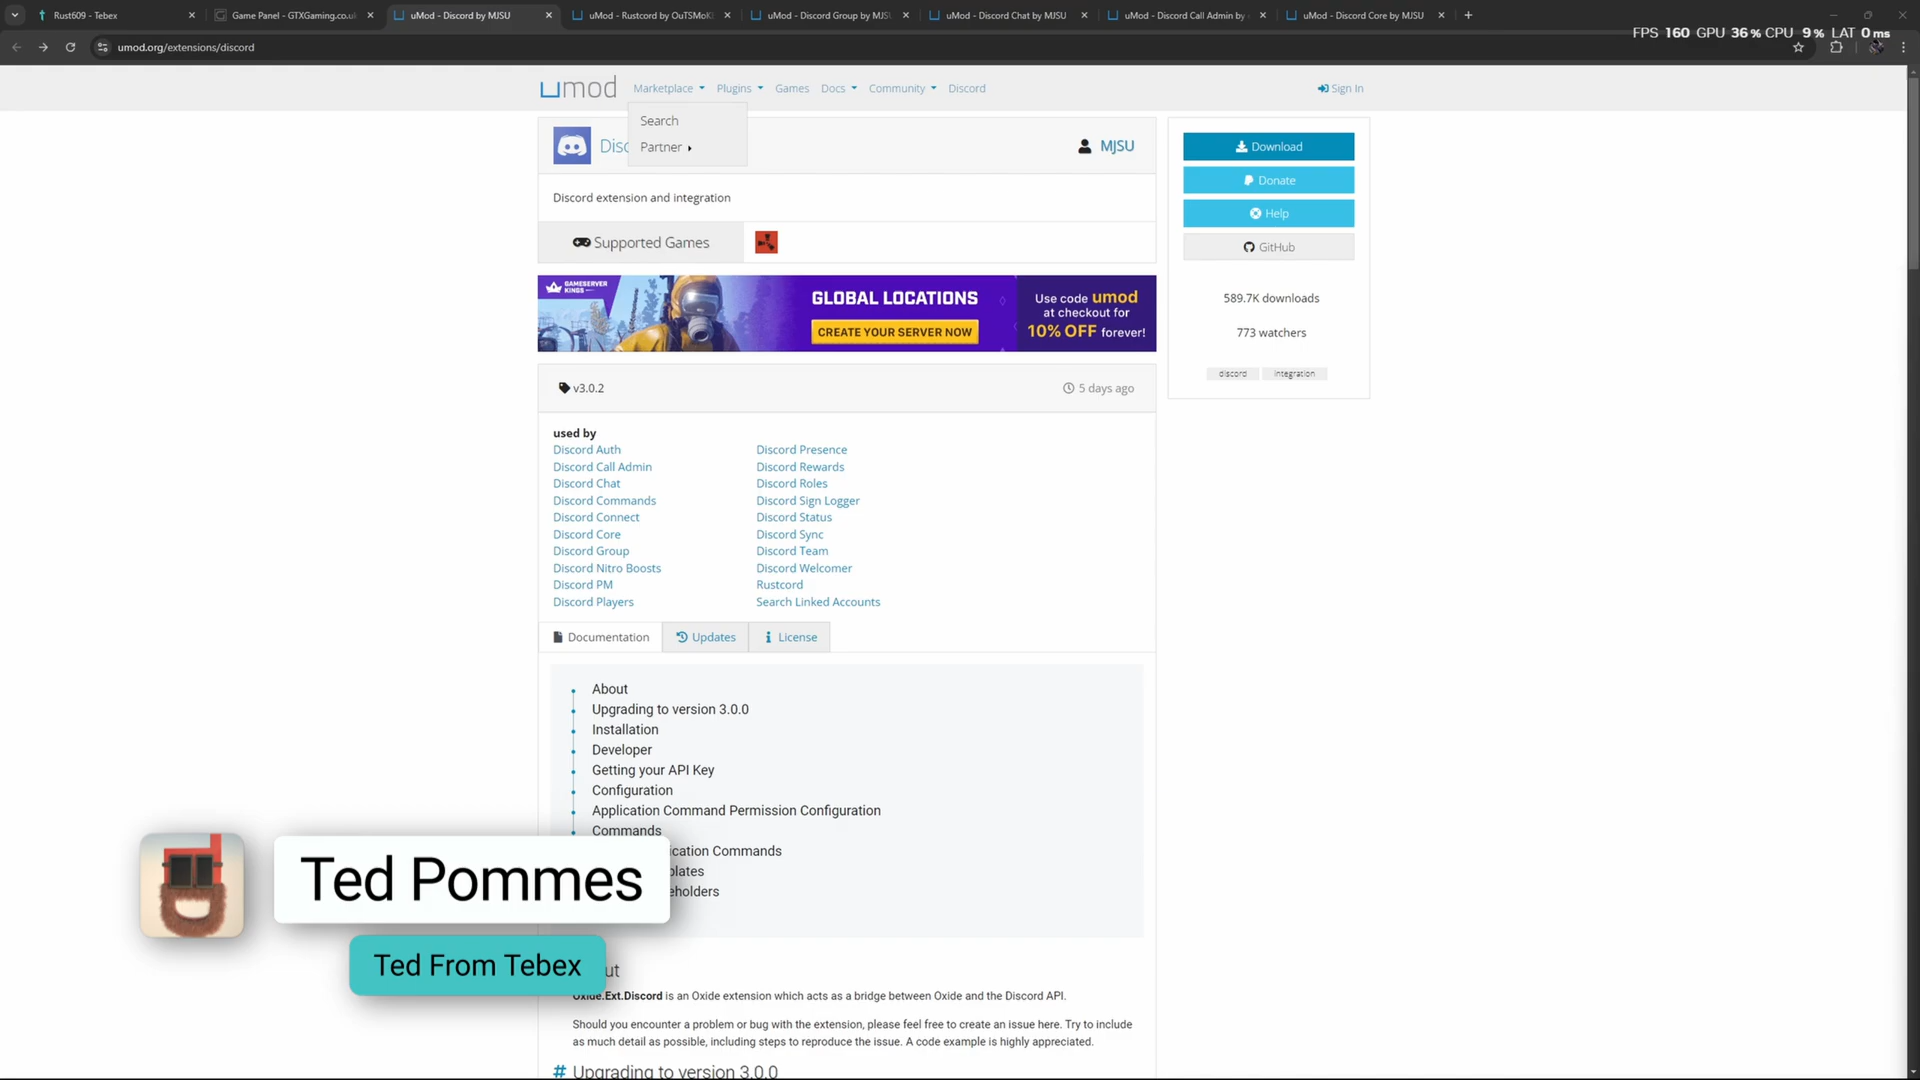 Rust609 - Tebex
Game Panel - GTXGaming.co.uk
uMod - Discord by MJSU
uMod - Rustcord by OuTSMoKE
uMod - Discord Group by MJSU
uMod - Discord Chat by MJSU
uMod - Discord Call Admin by
uMod - Discord Core by MJSU
FPS 160 GPU 36 % CPU 9 % LAT 0 ms
umod.org/extensions/discord
umod
Marketplace
Plugins
Games
Docs
Community
Discord
Sign In
Search
Partner
Disc
MJSU
Discord extension and integration
Supported Games
GAMESERVER
KINGS
GLOBAL LOCATIONS
CREATE YOUR SERVER NOW
Use code umod
at checkout for
10% OFF forever!
Download
Donate
Help
GitHub
589.7K downloads
773 watchers
discord
integration
v3.0.2
5 days ago
used by
Discord Auth
Discord Call Admin
Discord Chat
Discord Commands
Discord Connect
Discord Core
Discord Group
Discord Nitro Boosts
Discord PM
Discord Players
Discord Presence
Discord Rewards
Discord Roles
Discord Sign Logger
Discord Status
Discord Sync
Discord Team
Discord Welcomer
Rustcord
Search Linked Accounts
Documentation
Updates
License
About
Upgrading to version 3.0.0
Installation
Developer
Getting your API Key
Configuration
Application Command Permission Configuration
Commands
ication Commands
plates
eholders
Ted Pommes
Ted From Tebex
ut
Oxide.Ext.Discord is an Oxide extension which acts as a bridge between Oxide and the Discord API.
Should you encounter a problem or bug with the extension, please feel free to create an issue here. Try to include
as much detail as possible, including steps to reproduce the issue. A code example is highly appreciated.
# Upgrading to version 3.0.0